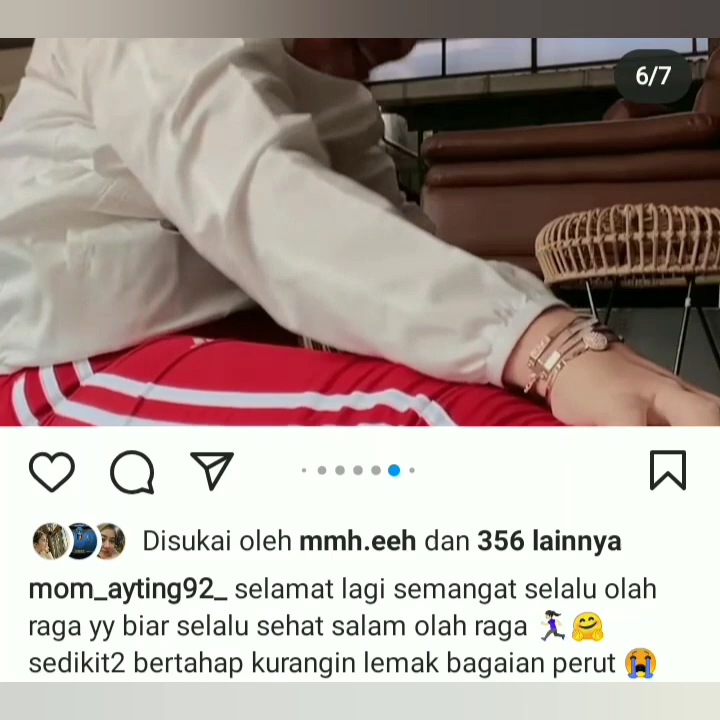 6/7
Disukai oleh mmh.eeh dan 356 lainnya
mom_ayting92_ selamat lagi semangat selalu olah
raga yy biar selalu sehat salam olah raga 🏃🏻‍♀️🤗
sedikit2 bertahap kurangin lemak bagaian perut 😭